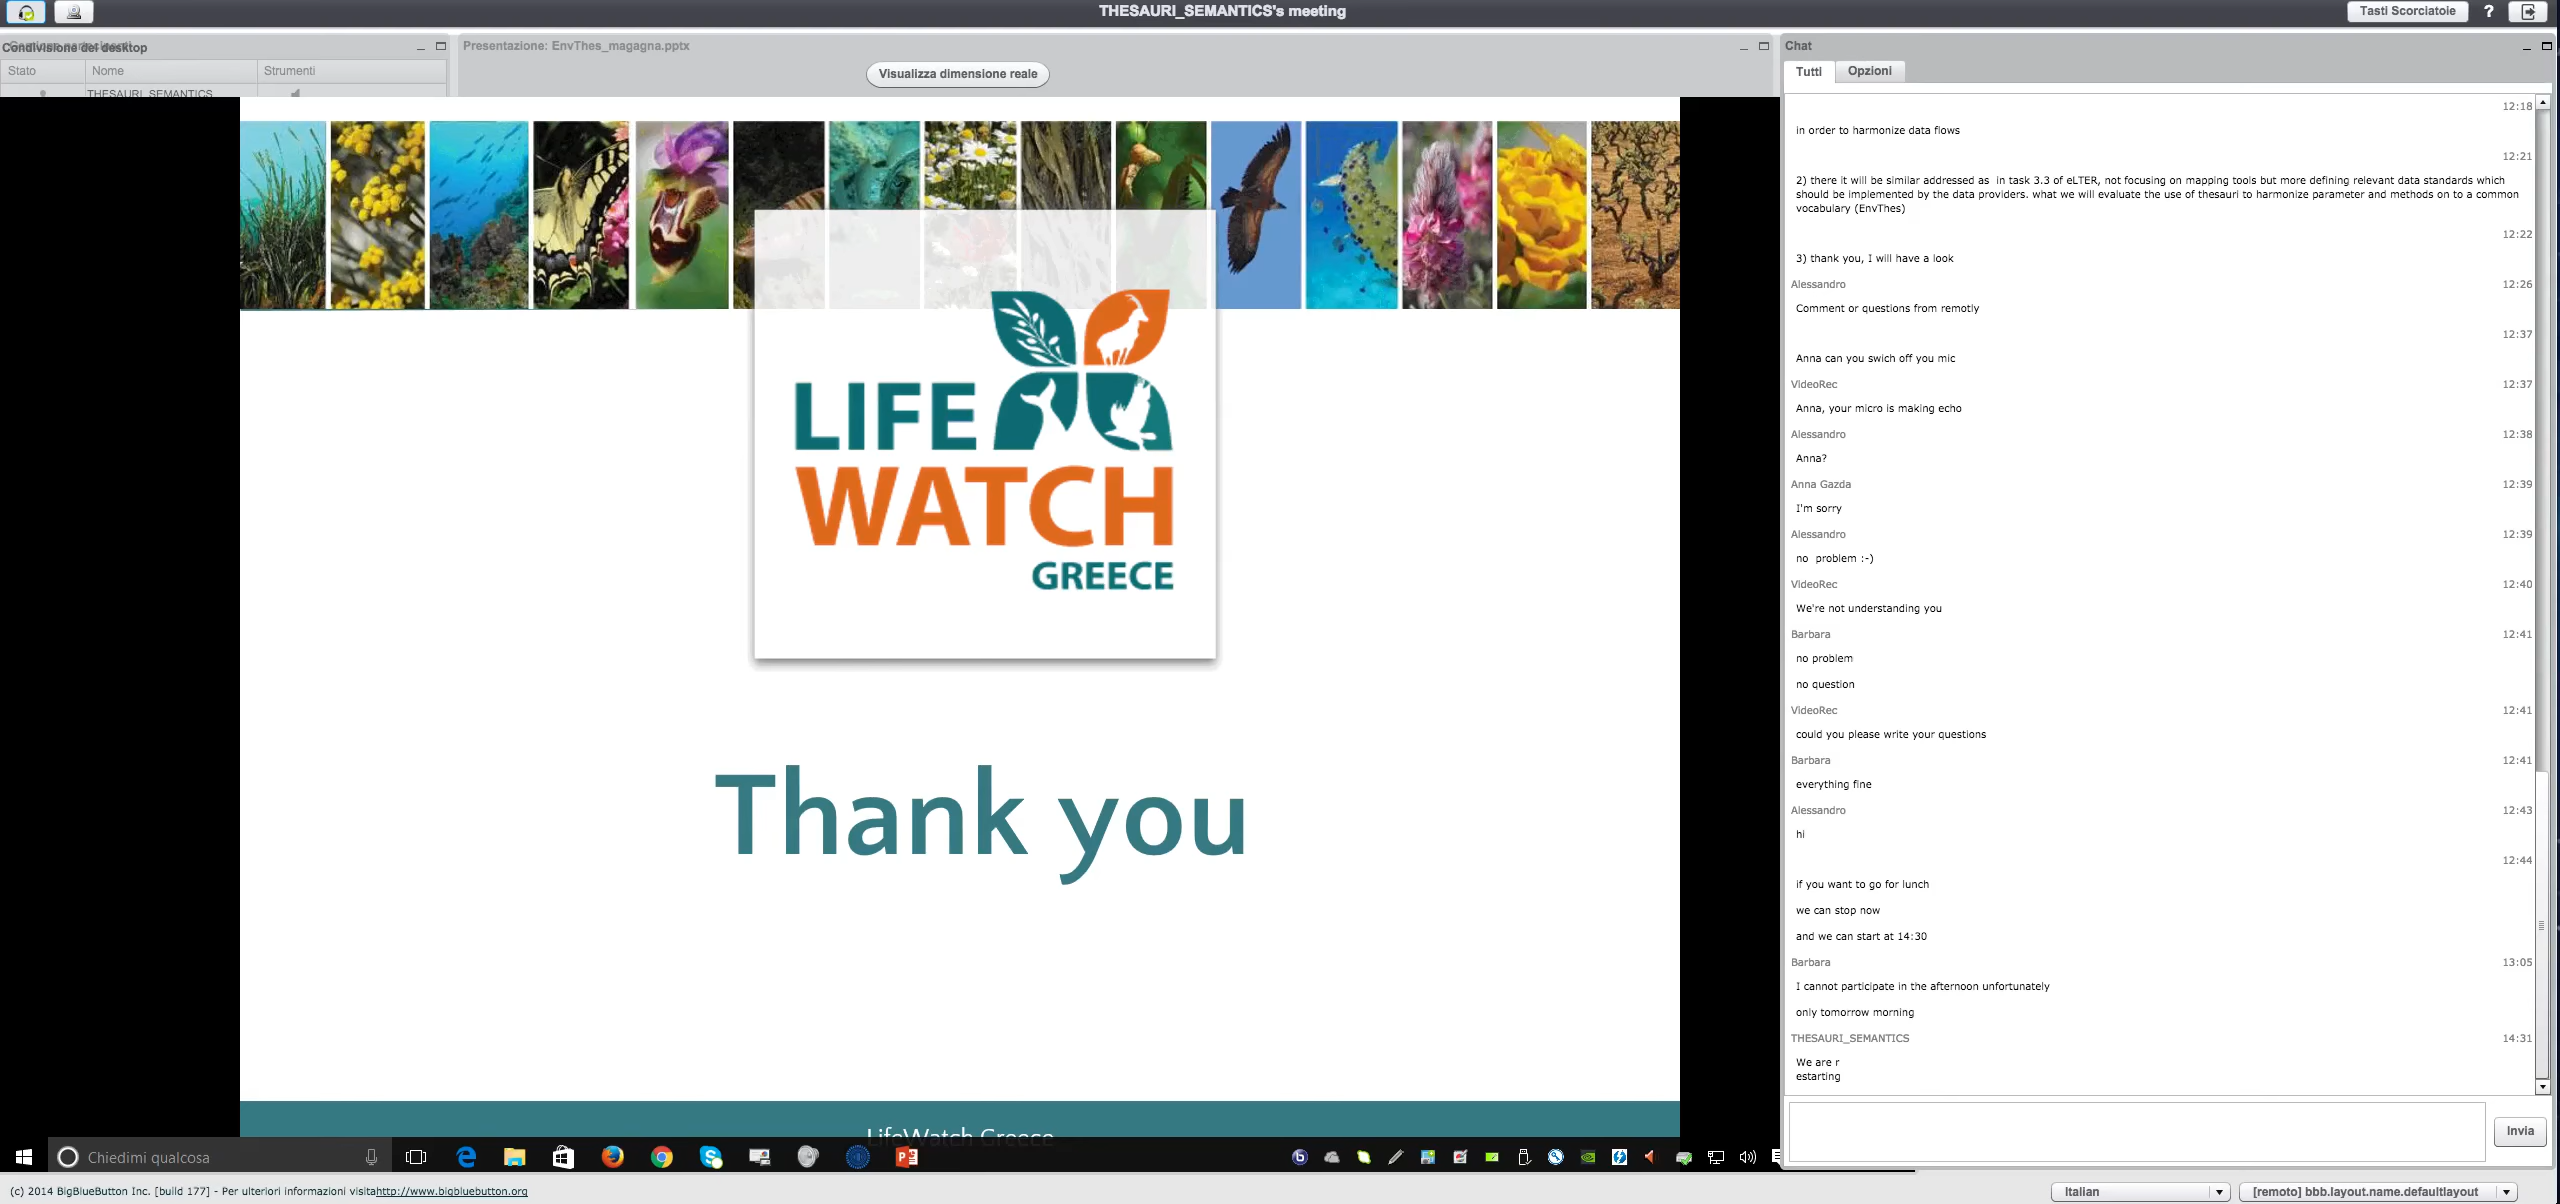 THESAURI_SEMANTICS's meeting
Tasti Scorciatoie
?
Condivisione del desktop
Stato
Nome
Strumenti
THESAURI_SEMANTICS
Presentazione: EnvThes_magagna.pptx
Visualizza dimensione reale
LIFE
WATCH
GREECE
Thank you
LifeWatch Greece
Chiedimi qualcosa
Chat
Tutti
Opzioni
12:18
in order to harmonize data flows
12:21
2) there it will be similar addressed as  in task 3.3 of eLTER, not focusing on mapping tools but more defining relevant data standards which
should be implemented by the data providers. what we will evaluate the use of thesauri to harmonize parameter and methods on to a common
vocabulary (EnvThes)
12:22
3) thank you, I will have a look
Alessandro 12:26
Comment or questions from remotly
12:37
Anna can you swich off you mic
VideoRec 12:37
Anna, your micro is making echo
Alessandro 12:38
Anna?
Anna Gazda 12:39
I'm sorry
Alessandro 12:39
no  problem :-)
VideoRec 12:40
We're not understanding you
Barbara 12:41
no problem
no question
VideoRec 12:41
could you please write your questions
Barbara 12:41
everything fine
Alessandro 12:43
hi
12:44
if you want to go for lunch
we can stop now
and we can start at 14:30
Barbara 13:05
I cannot participate in the afternoon unfortunately
only tomorrow morning
THESAURI_SEMANTICS 14:31
We are r
estarting
Invia
(c) 2014 BigBlueButton Inc. [build 177] - Per ulteriori informazioni visitahttp://www.bigbluebutton.org
Italian
[remoto] bbb.layout.name.defaultlayout